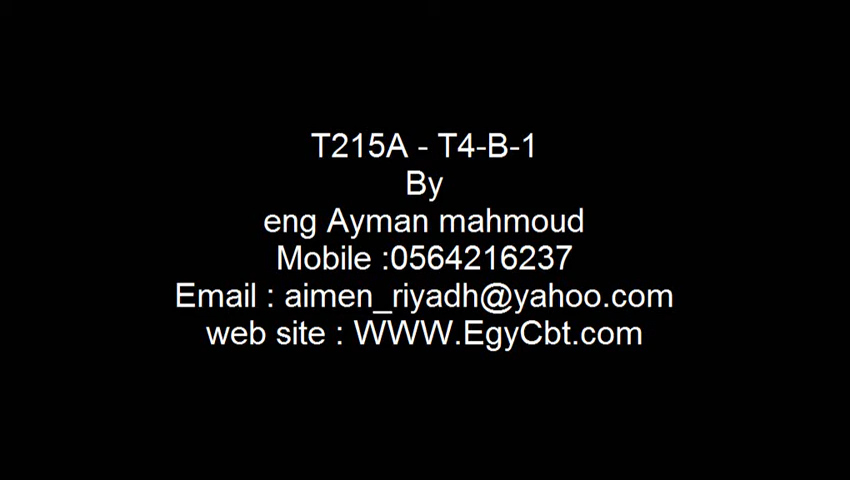 T215A - T4-B-1
By
eng Ayman mahmoud
Mobile :0564216237
Email : aimen_riyadh@yahoo.com
web site : WWW.EgyCbt.com